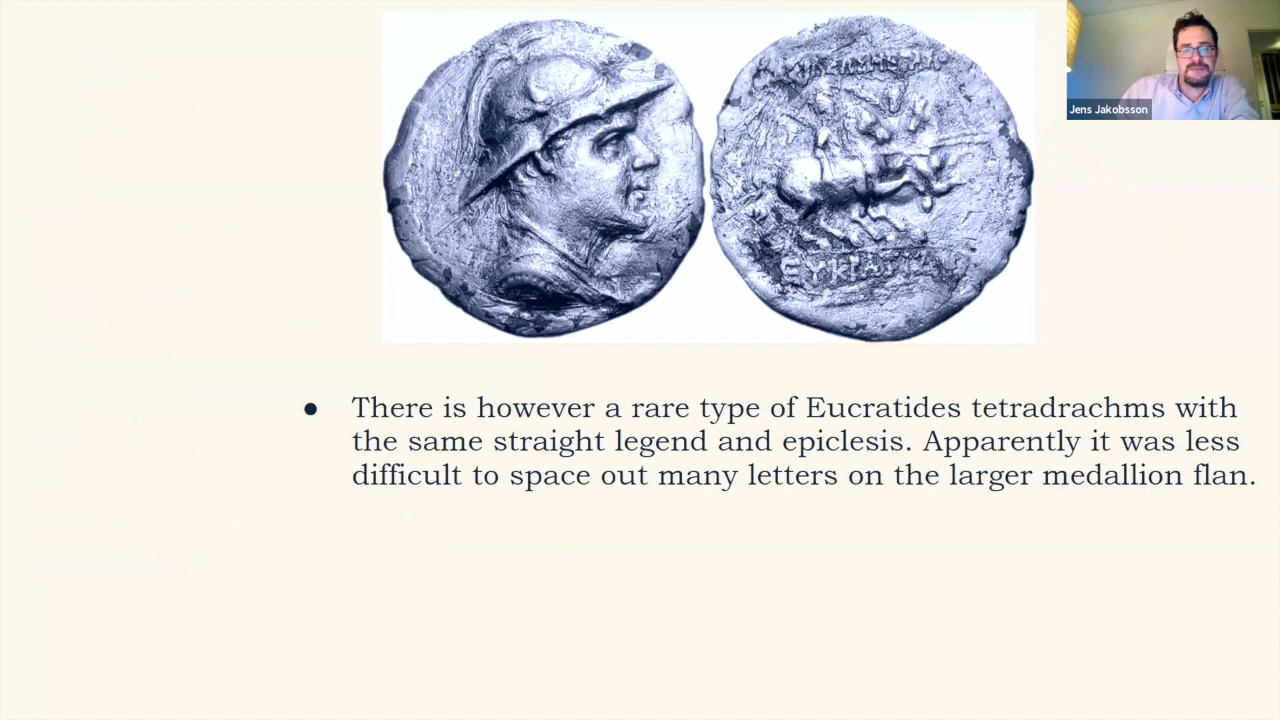 Jens Jakobsson
● There is however a rare type of Eucratides tetradrachms with
the same straight legend and epiclesis. Apparently it was less
difficult to space out many letters on the larger medallion flan.